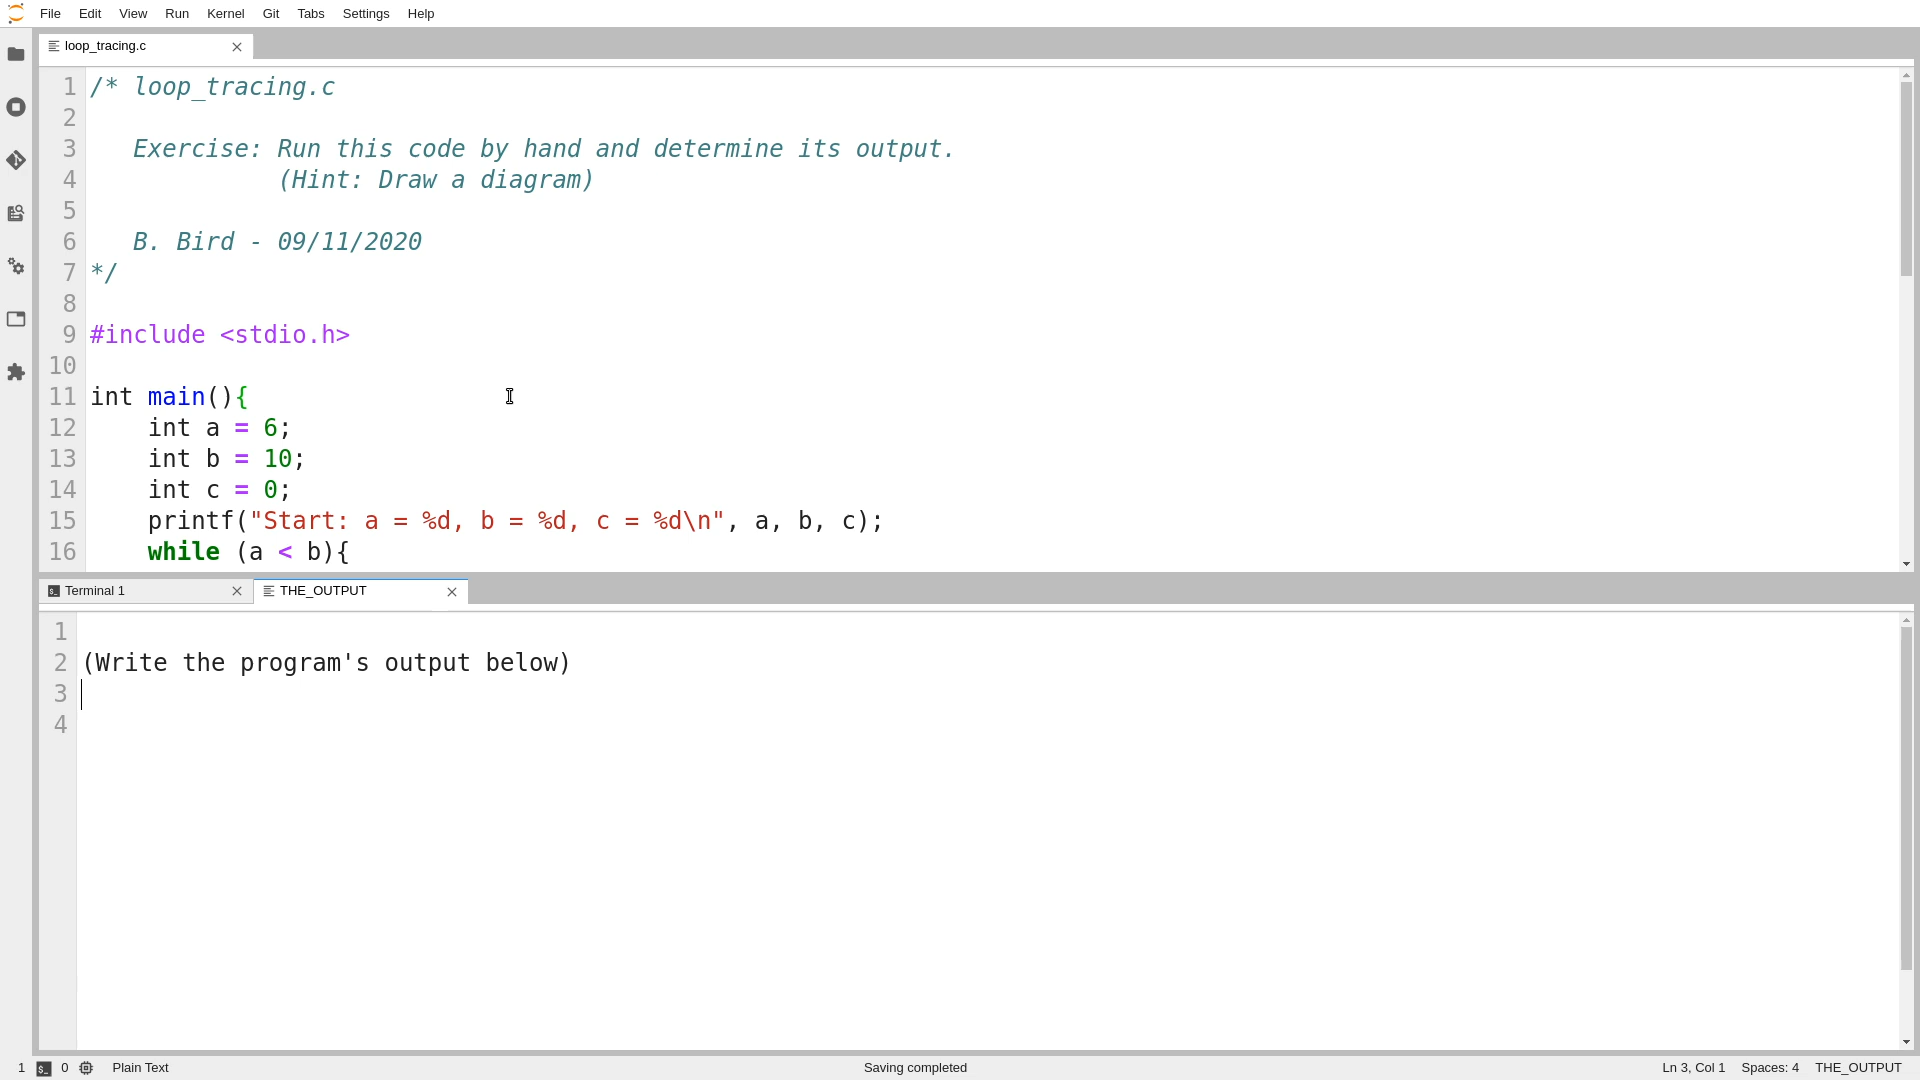 File Edit View Run Kernel Git Tabs Settings Help
loop_tracing.c
1 /* loop_tracing.c
2
3 Exercise: Run this code by hand and determine its output.
4 (Hint: Draw a diagram)
5
6 B. Bird - 09/11/2020
7 */
8
9 #include <stdio.h>
10
11 int main(){
12 int a = 6;
13 int b = 10;
14 int c = 0;
15 printf("Start: a = %d, b = %d, c = %d\n", a, b, c);
16 while (a < b){
Terminal 1 THE_OUTPUT
1
2 (Write the program's output below)
3
4
1 $_ 0 Plain Text Saving completed Ln 3, Col 1 Spaces: 4 THE_OUTPUT